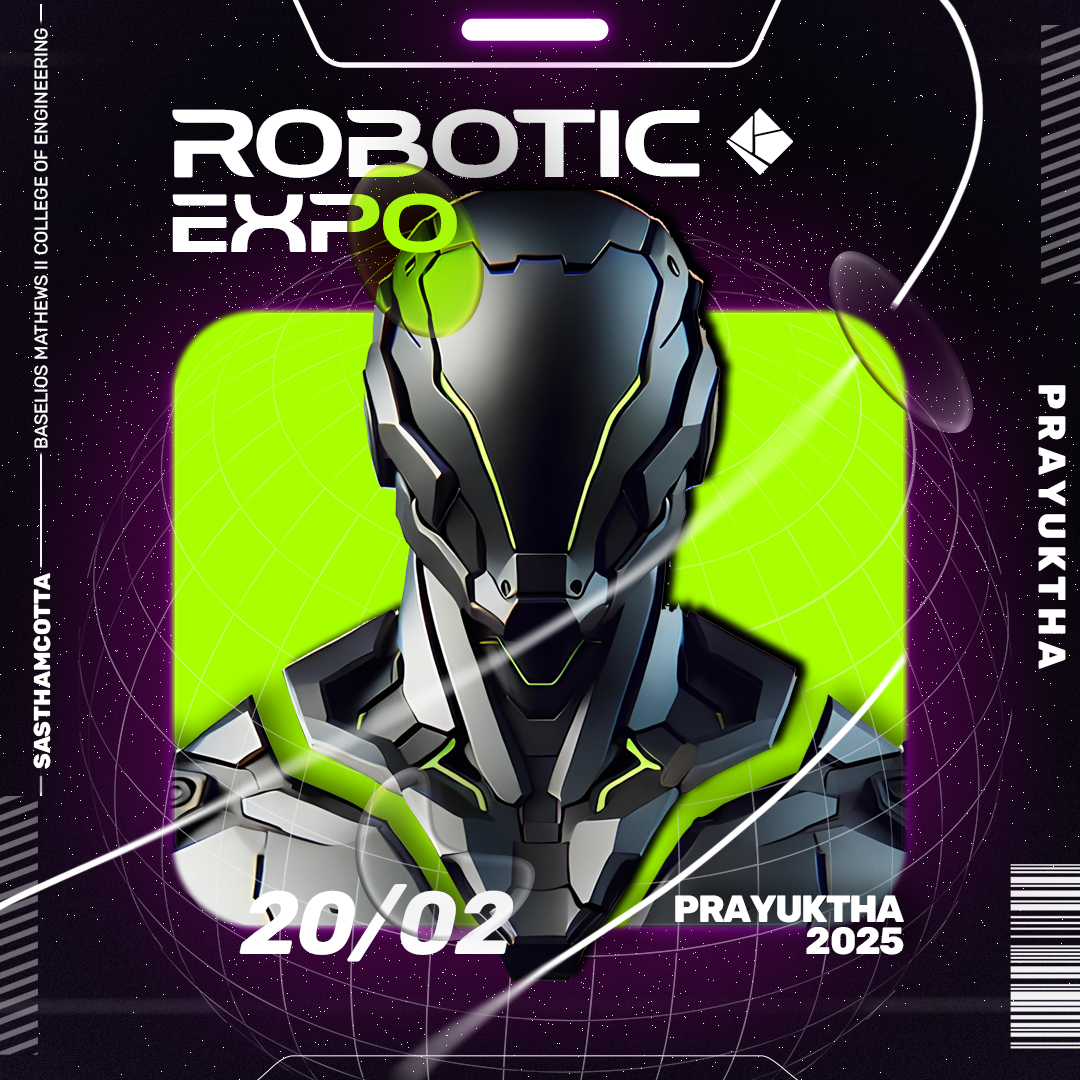 ROBOTIC
EXPO
BASELIOS MATHEWS II COLLEGE OF ENGINEERING
SASTHAMCOTTA
PRAYUKTHA
20/02
PRAYUKTHA
2025